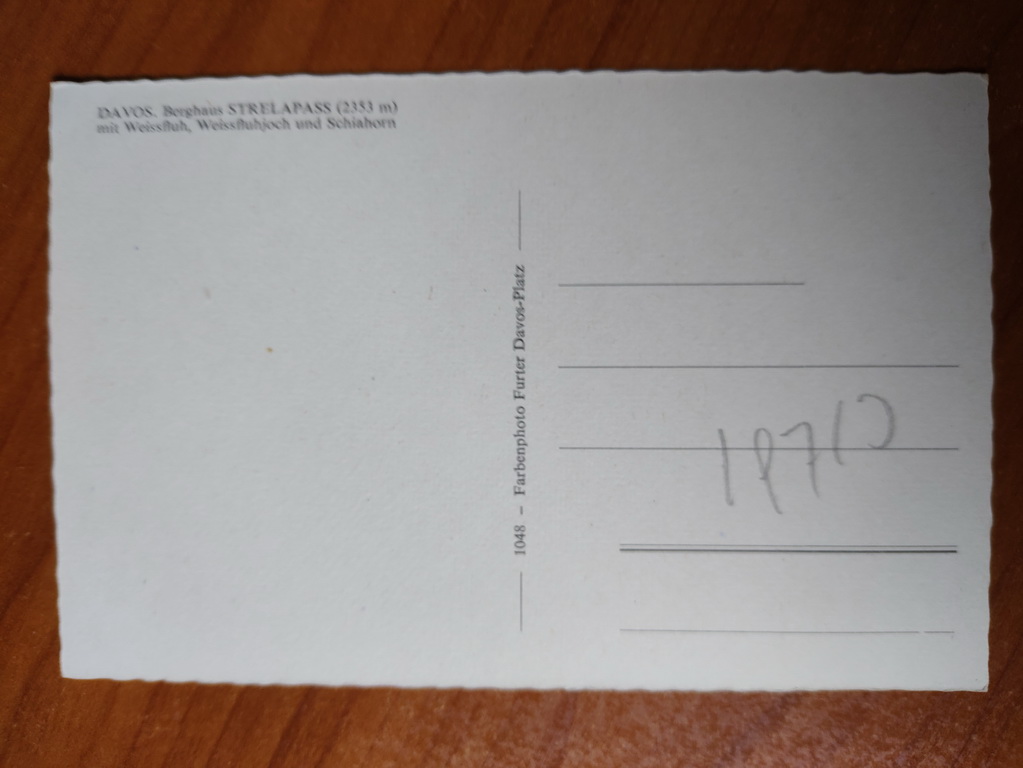 DAVOS. Berghaus STRELAPASS (2353 m)
mit Weissfluh, Weissfluhjoch und Schiahorn
1048 – Farbenphoto Furter Davos-Platz